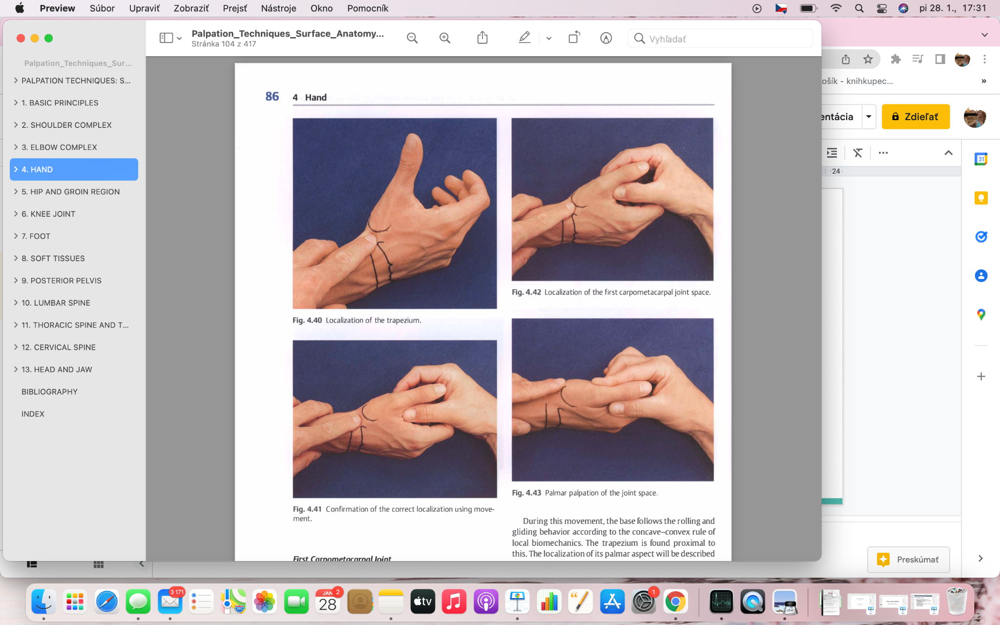 Preview Súbor Upraviť Zobraziť Prejsť Nástroje Okno Pomocník
pi 28. 1., 17:31
Palpation_Techniques_Surface_Anatomy...
Stránka 104 z 417
Vyhľadať
Palpation_Techniques_Sur...
PALPATION TECHNIQUES: S...
1. BASIC PRINCIPLES
2. SHOULDER COMPLEX
3. ELBOW COMPLEX
4. HAND
5. HIP AND GROIN REGION
6. KNEE JOINT
7. FOOT
8. SOFT TISSUES
9. POSTERIOR PELVIS
10. LUMBAR SPINE
11. THORACIC SPINE AND T...
12. CERVICAL SPINE
13. HEAD AND JAW
BIBLIOGRAPHY
INDEX
86 4 Hand
Fig. 4.40 Localization of the trapezium.
Fig. 4.41 Confirmation of the correct localization using move-
ment.
First Carpometacarpal Joint
Fig. 4.42 Localization of the first carpometacarpal joint space.
Fig. 4.43 Palmar palpation of the joint space.
During this movement, the base follows the rolling and
gliding behavior according to the concave–convex rule of
local biomechanics. The trapezium is found proximal to
this. The localization of its palmar aspect will be described
ošík - knihkupec...
»
entácia
Zdieľať
24
31
Preskúmať
3 171
JAN 2
28
280
tv
1